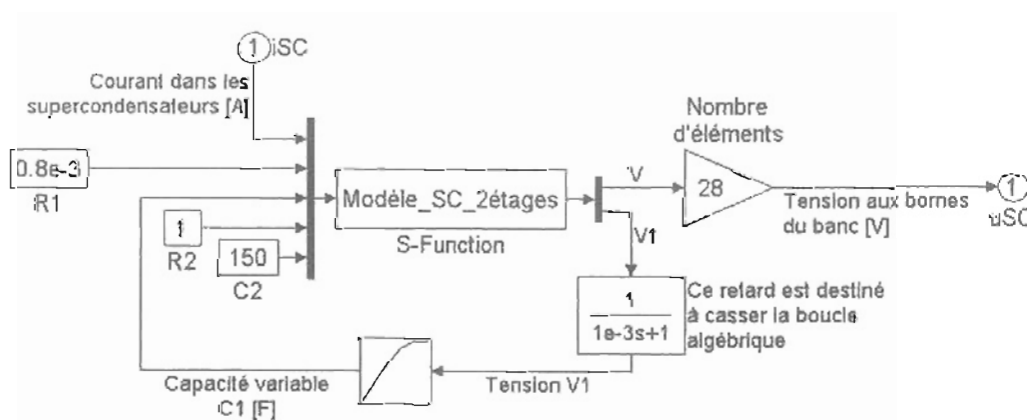 1 iSC
Courant dans les
supercondensateurs [A]
0.8e-3
R1
1
R2
150
C2
Modèle_SC_2étages
S-Function
V
V1
Nombre
d'éléments
28
Tension aux bornes
du banc [V]
1
uSC
1
1e-3s+1
Ce retard est destiné
à casser la boucle
algébrique
Tension V1
Capacité variable
C1 [F]